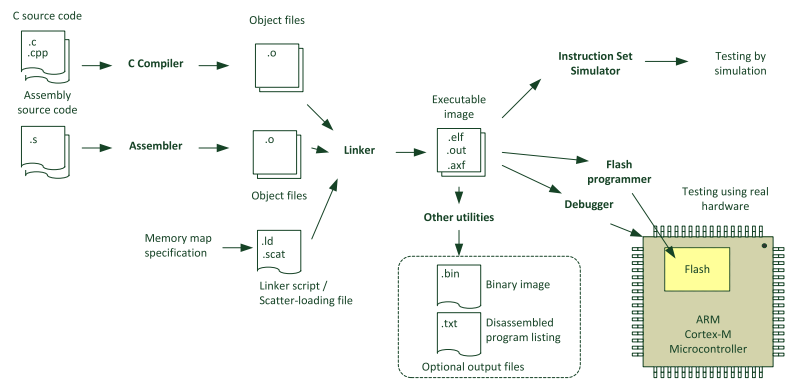 C source code
.c
.cpp
C Compiler
Object files
.o
Assembly
source code
.s
Assembler
.o
Object files
Linker
Memory map
specification
.ld
.scat
Linker script /
Scatter-loading file
Executable
image
.elf
.out
.axf
Instruction Set
Simulator
Testing by
simulation
Flash
programmer
Debugger
Testing using real
hardware
Flash
ARM
Cortex-M
Microcontroller
Other utilities
.bin
Binary image
.txt
Disassembled
program listing
Optional output files